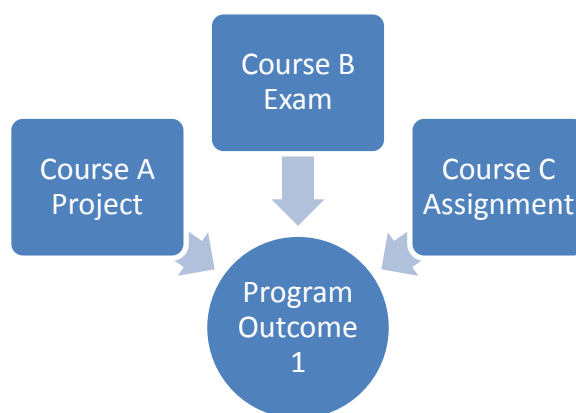 Course B
Exam
Course A
Project
Course C
Assignment
Program
Outcome
1